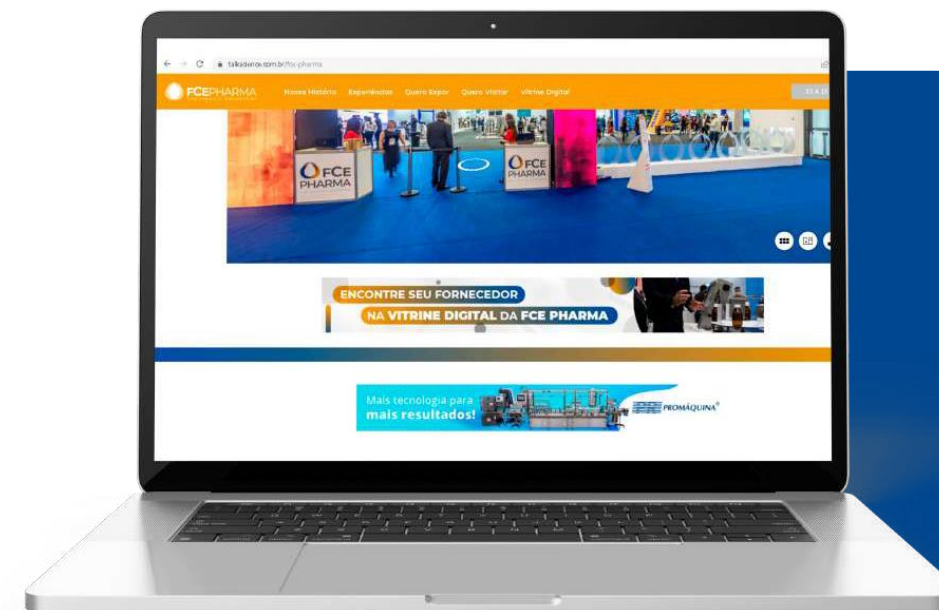 FCEPHARMA
Nossa História Experiências Quero Expor Quero Visitar Vitrine Digital
FCE
PHARMA
FCE
PHARMA
ENCONTRE SEU FORNECEDOR
NA VITRINE DIGITAL DA FCE PHARMA
Mais tecnologia para
mais resultados!
PROMÁQUINA®